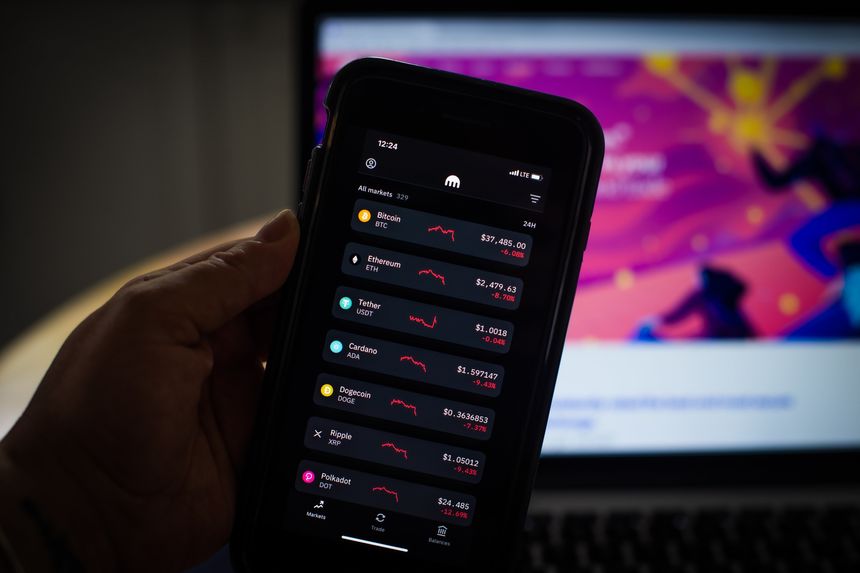 12:24
LTE
All markets 329
24H
Bitcoin $37,485.00
BTC -6.08%
Ethereum $2,479.63
ETH -8.70%
Tether $1.0018
USDT -0.04%
Cardano $1.597147
ADA -9.43%
Dogecoin $0.3636853
DOGE -7.37%
Ripple $1.05012
XRP -9.43%
Polkadot $24.485
DOT -12.69%
Markets Trade Balances